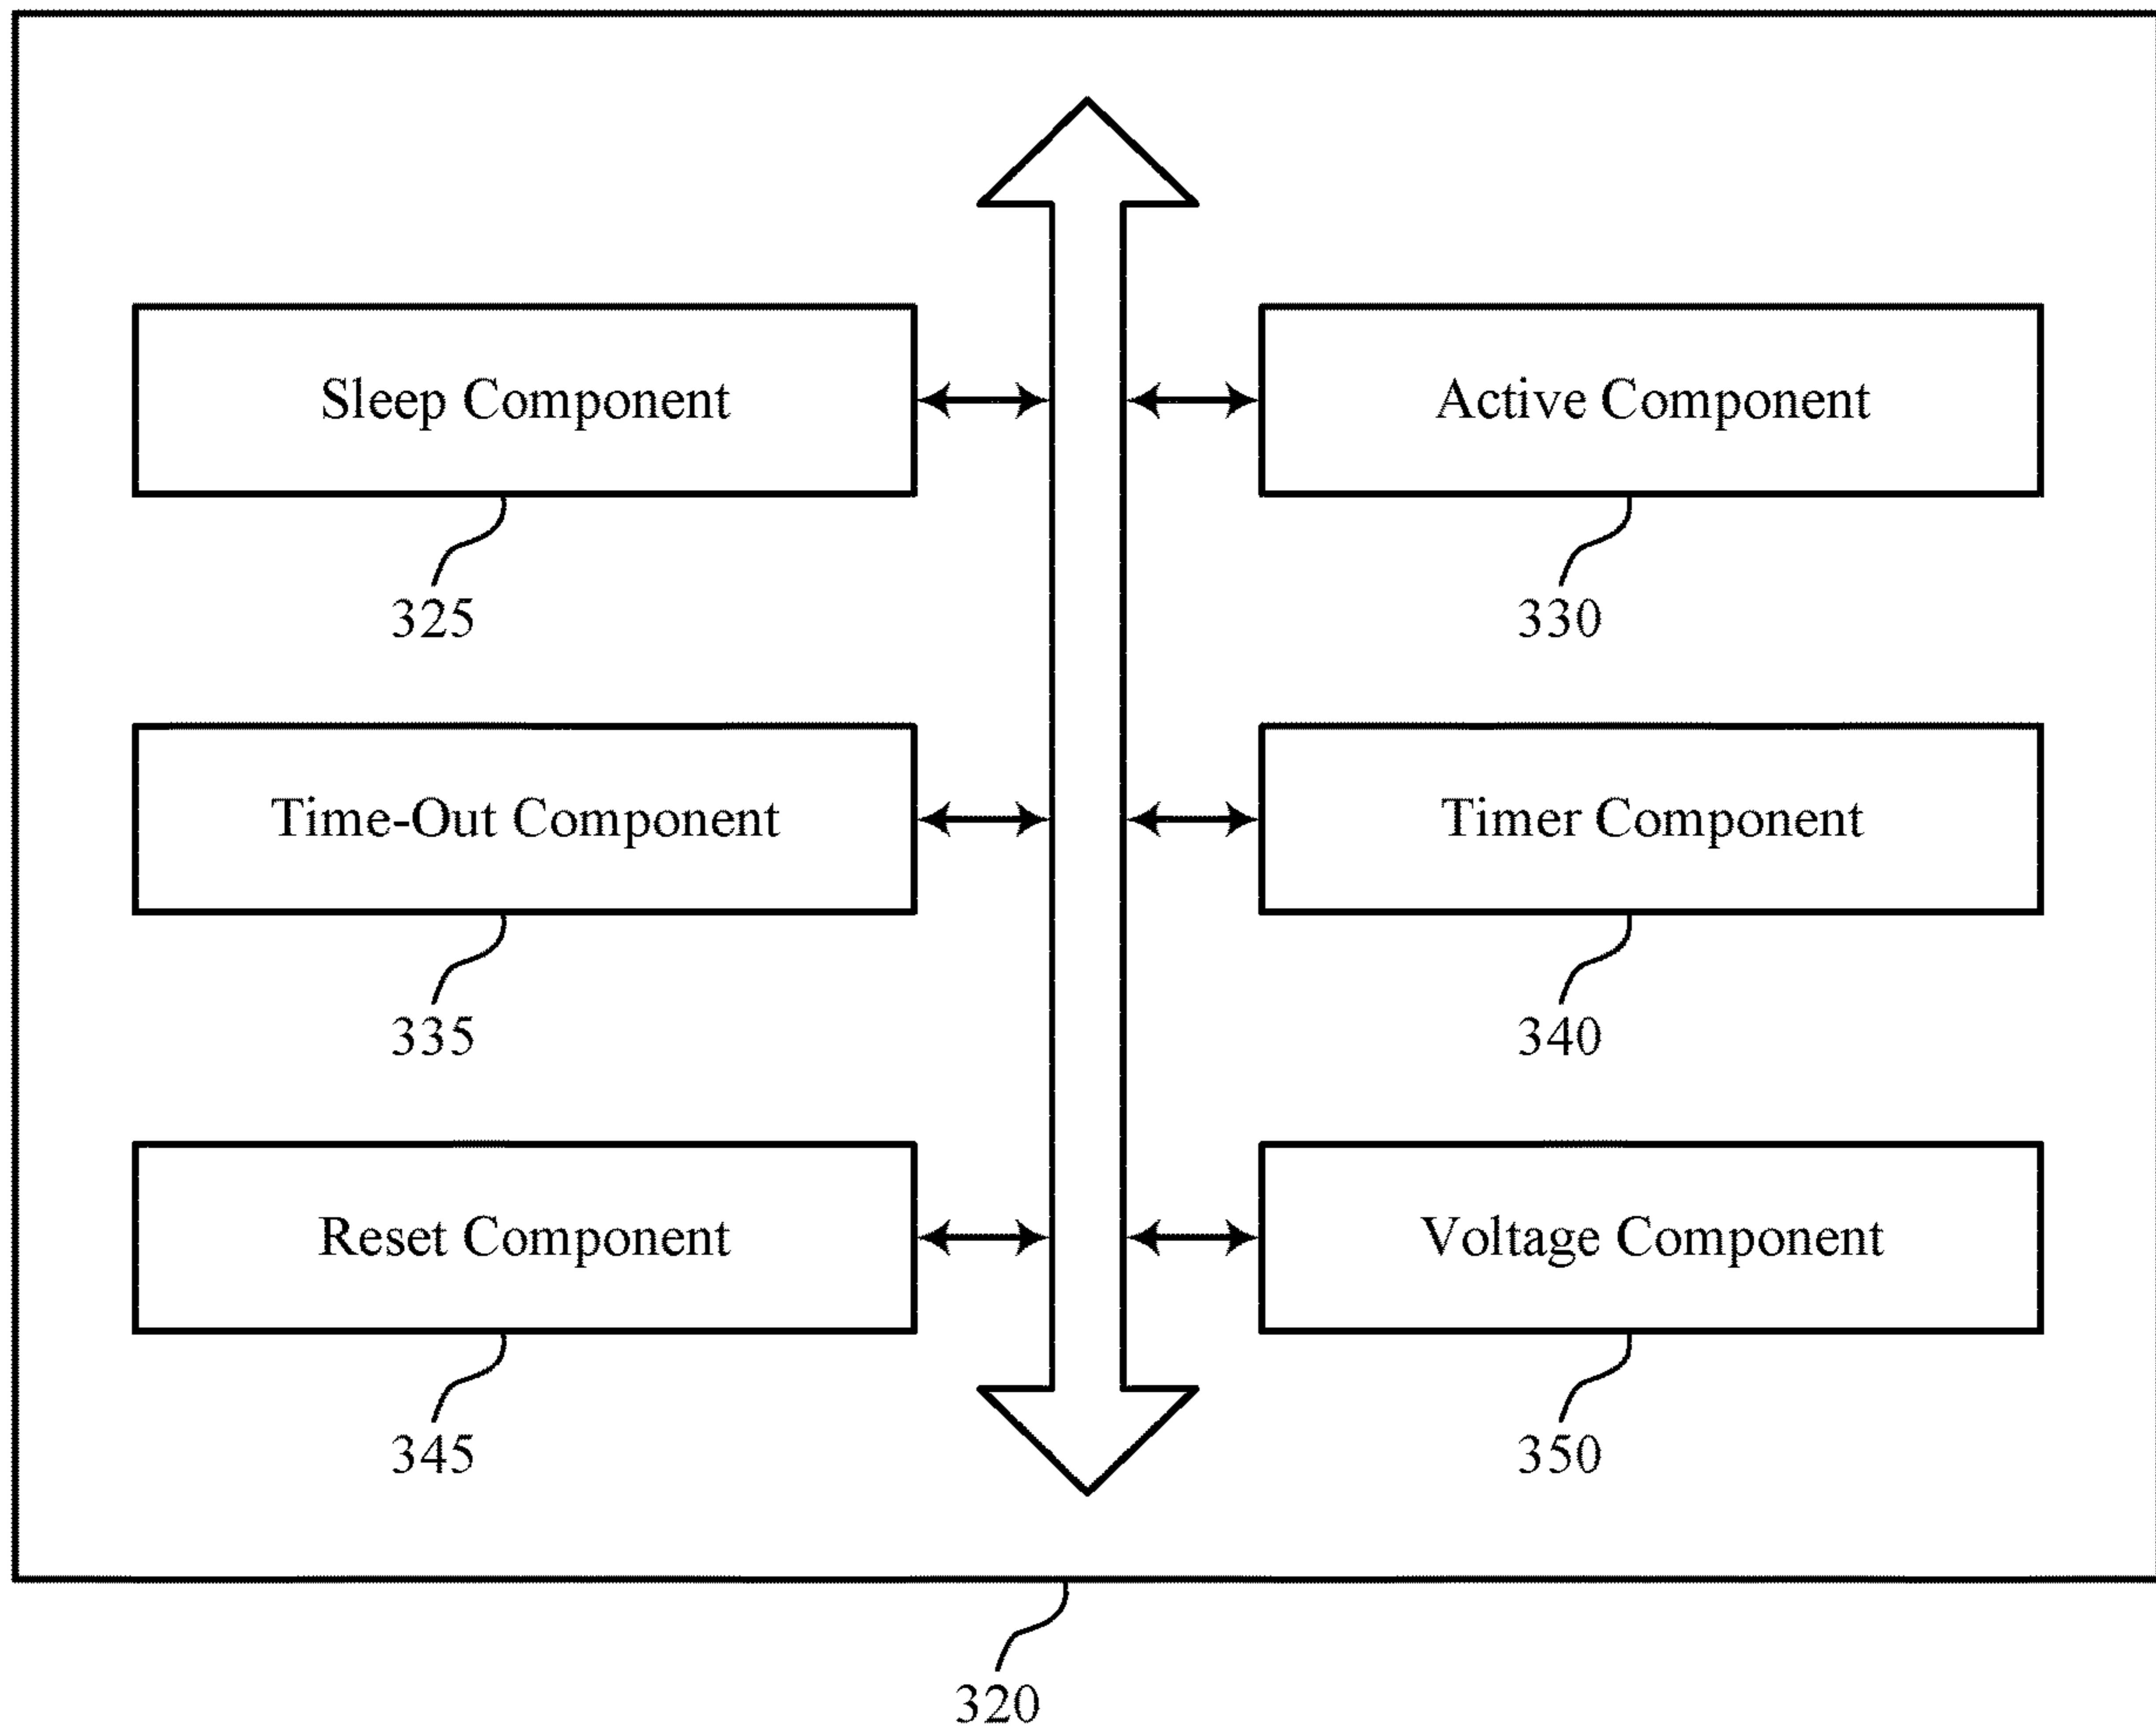 Sleep Component
Active Component
325
330
Time-Out Component
Timer Component
335
340
Reset Component
Voltage Component
345
350
320